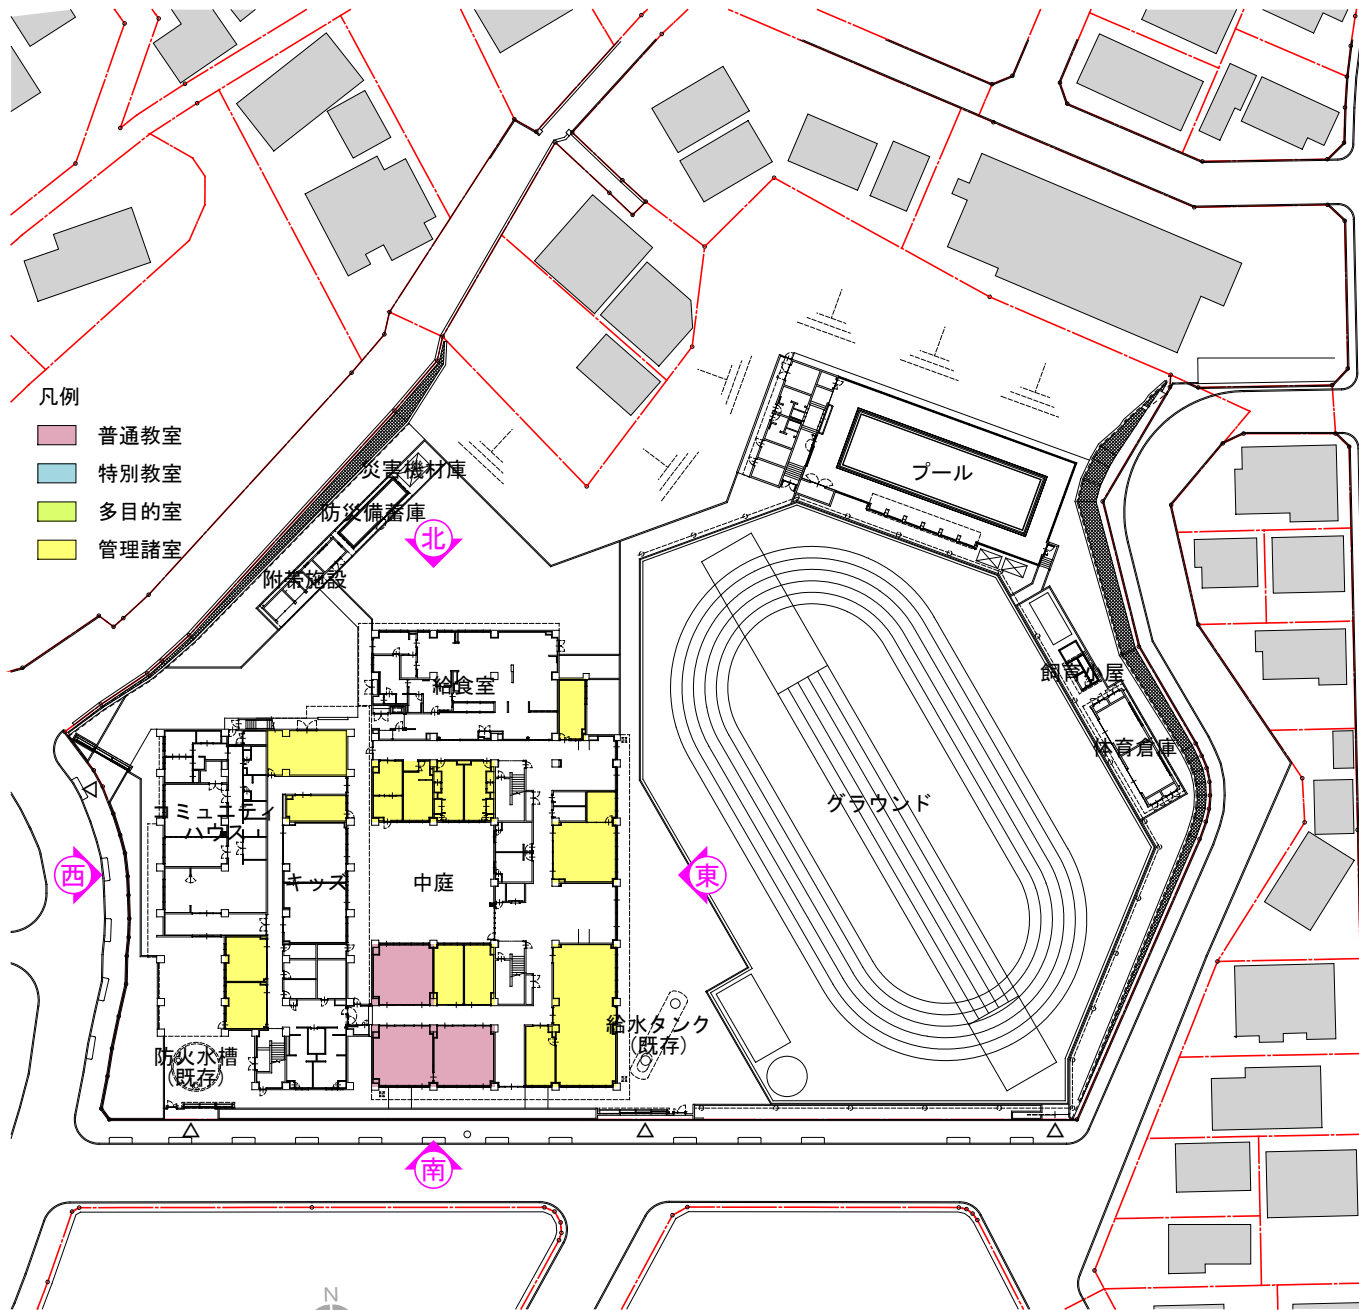 凡例
普通教室
特別教室
多目的室
管理諸室
災害機材庫
防災備蓄庫
附帯施設
北
プール
給食室
飼育小屋
体育倉庫
グラウンド
コミュニティ
ハウス
キッズ
中庭
西
東
給水タンク
(既存)
防火水槽
(既存)
南
N